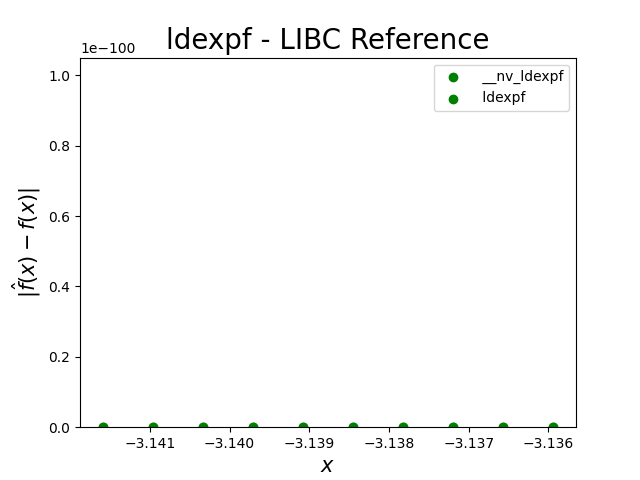 ldexpf - LIBC Reference
1e−100
1.0
0.8
0.6
0.4
0.2
0.0
|f̂(x) − f(x)|
__nv_ldexpf
ldexpf
−3.141 −3.140 −3.139 −3.138 −3.137 −3.136
x